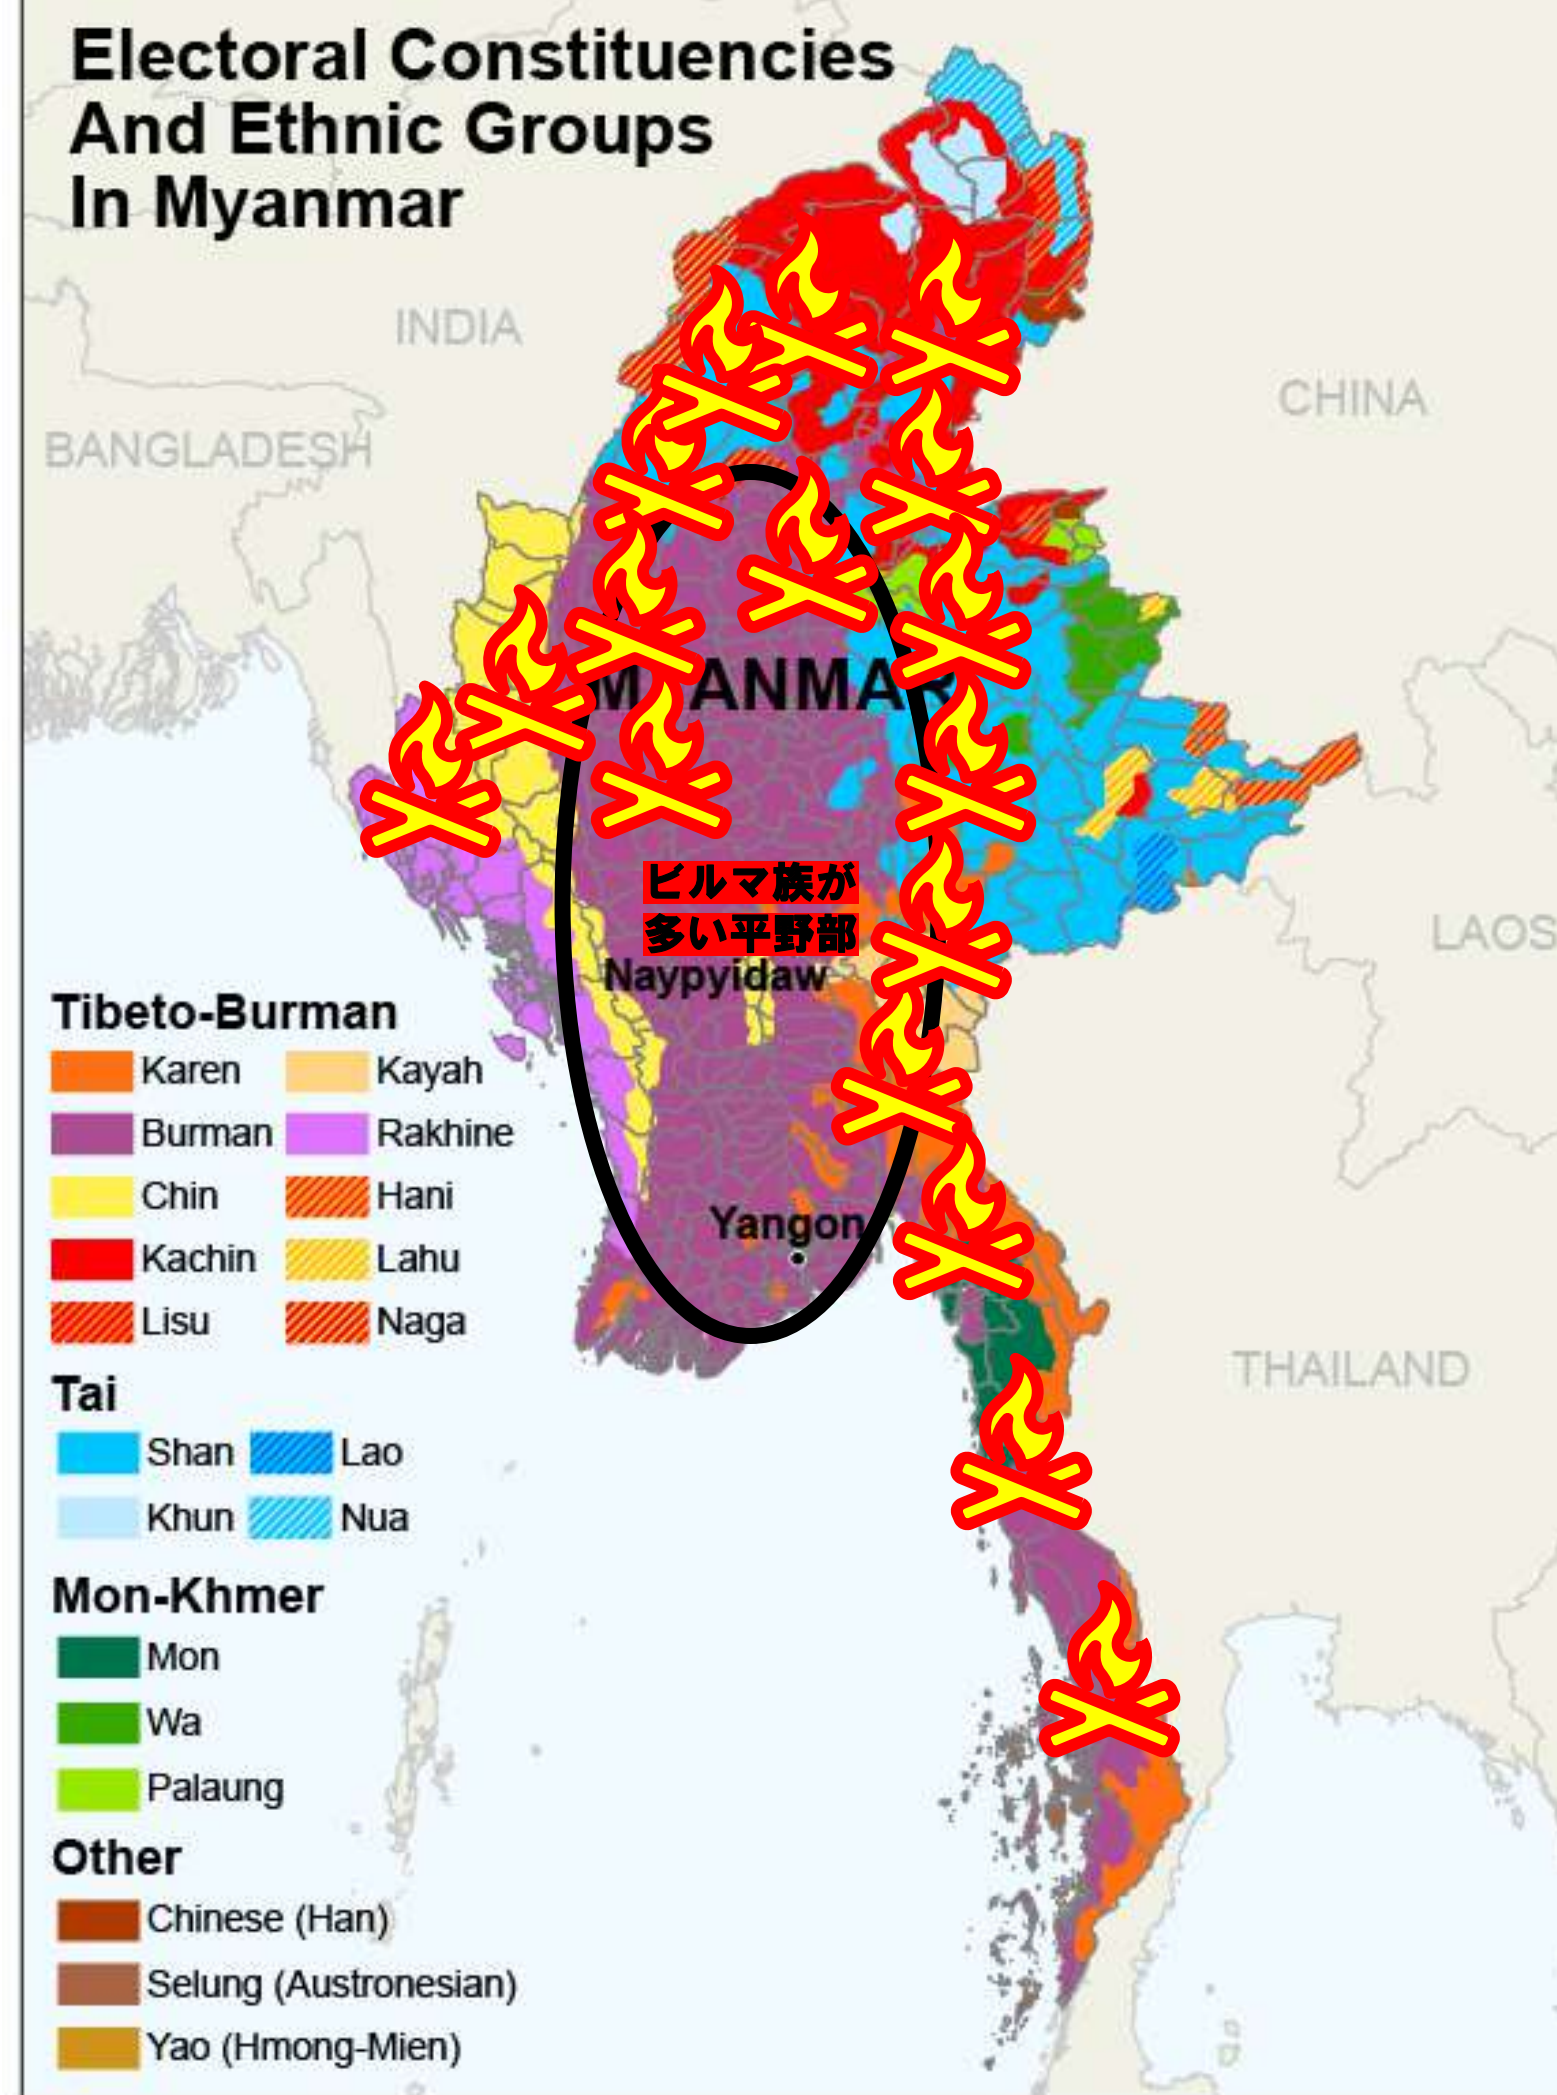 Electoral Constituencies
And Ethnic Groups
In Myanmar
INDIA
CHINA
BANGLADESH
MYANMAR
ビルマ族が
多い平野部
LAOS
Naypyidaw
Yangon
THAILAND
Tibeto-Burman
Karen Kayah
Burman Rakhine
Chin Hani
Kachin Lahu
Lisu Naga
Tai
Shan Lao
Khun Nua
Mon-Khmer
Mon
Wa
Palaung
Other
Chinese (Han)
Selung (Austronesian)
Yao (Hmong-Mien)